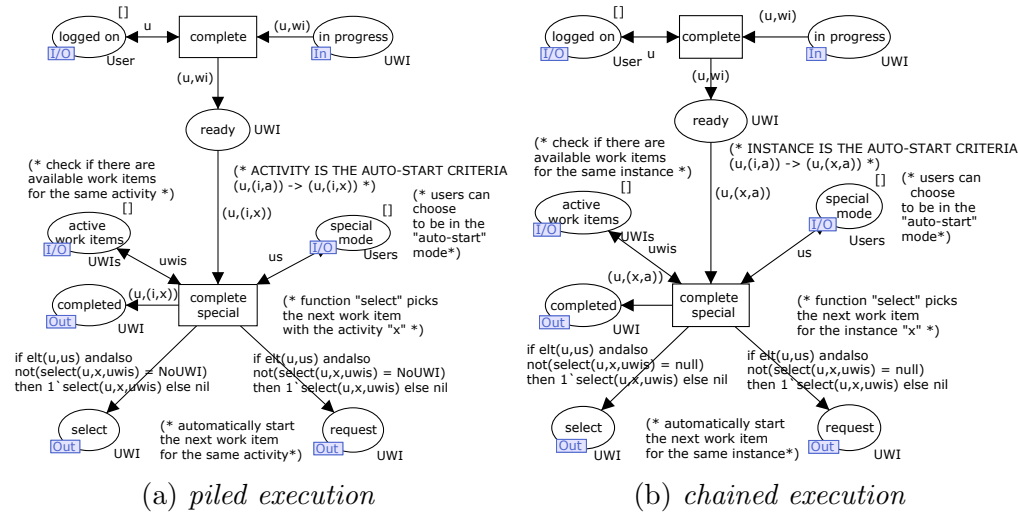 []
logged on
I/O
User
u
complete
(u,wi)
in progress
In
UWI
(u,wi)
ready
UWI
(* check if there are
available work items
for the same activity *)
(* ACTIVITY IS THE AUTO-START CRITERIA
(u,(i,a)) -> (u,(i,x)) *)
(u,(i,x))
[]
active
work items
I/O
UWIs
uwis
[]
special
mode
I/O
Users
us
(* users can
choose
to be in the
"auto-start"
mode*)
completed
Out
UWI
(u,(i,x))
complete
special
(* function "select" picks
the next work item
with the activity "x" *)
if elt(u,us) andalso
not(select(u,x,uwis) = NoUWI)
then 1`select(u,x,uwis) else nil
if elt(u,us) andalso
not(select(u,x,uwis) = NoUWI)
then 1`select(u,x,uwis) else nil
select
Out
UWI
(* automatically start
the next work item
for the same activity*)
request
Out
UWI
(a) piled execution
[]
logged on
I/O
User
u
complete
(u,wi)
in progress
In
UWI
(u,wi)
ready
UWI
(* check if there are
available work items
for the same instance *)
(* INSTANCE IS THE AUTO-START CRITERIA
(u,(i,a)) -> (u,(x,a)) *)
(u,(x,a))
[]
active
work items
I/O
UWIs
uwis
[]
special
mode
I/O
Users
us
(* users can
choose
to be in the
"auto-start"
mode*)
completed
Out
UWI
(u,(x,a))
complete
special
(* function "select" picks
the next work item
for the instance "x" *)
if elt(u,us) andalso
not(select(u,x,uwis) = null)
then 1`select(u,x,uwis) else nil
if elt(u,us) andalso
not(select(u,x,uwis) = null)
then 1`select(u,x,uwis) else nil
select
Out
UWI
(* automatically start
the next work item
for the same instance*)
request
Out
UWI
(b) chained execution